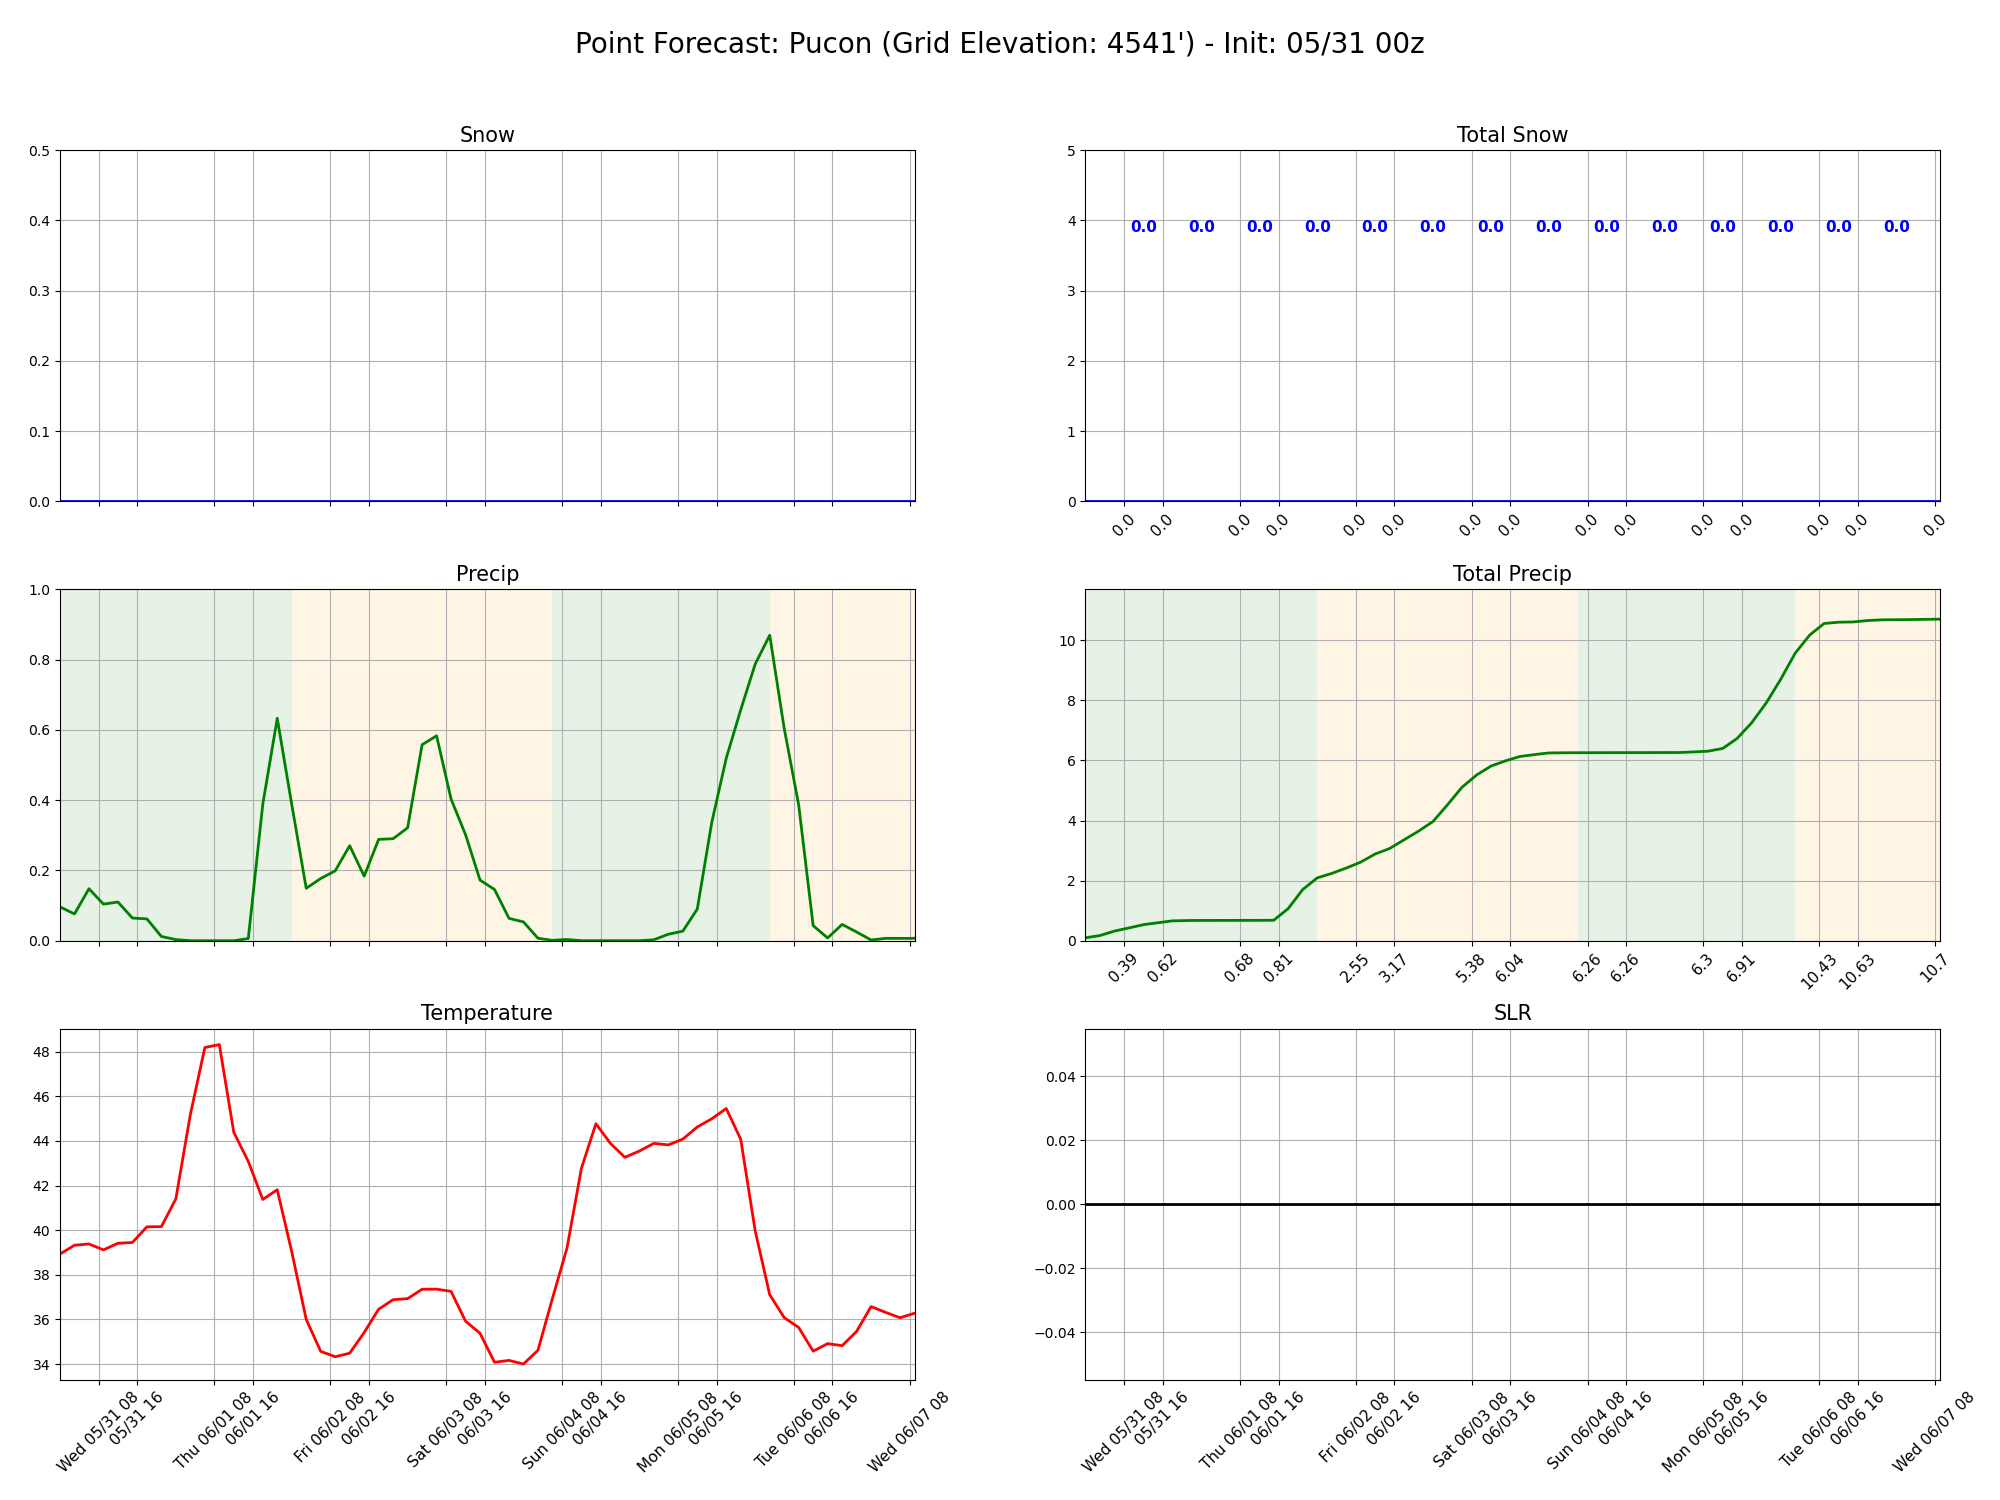 Point Forecast: Pucon (Grid Elevation: 4541') - Init: 05/31 00z
Snow
0.5
0.4
0.3
0.2
0.1
0.0
Total Snow
5
4
3
2
1
0
0.0 0.0 0.0 0.0 0.0 0.0 0.0 0.0 0.0 0.0 0.0 0.0 0.0 0.0
0.0 0.0 0.0 0.0 0.0 0.0 0.0 0.0 0.0 0.0 0.0 0.0 0.0 0.0 0.0
Precip
1.0
0.8
0.6
0.4
0.2
0.0
Total Precip
10
8
6
4
2
0
0.39 0.62 0.68 0.81 2.55 3.17 5.38 6.04 6.26 6.26 6.3 6.91 10.43 10.63 10.7
Temperature
48
46
44
42
40
38
36
34
Wed 05/31 08
05/31 16
Thu 06/01 08
06/01 16
Fri 06/02 08
06/02 16
Sat 06/03 08
06/03 16
Sun 06/04 08
06/04 16
Mon 06/05 08
06/05 16
Tue 06/06 08
06/06 16
Wed 06/07 08
SLR
0.04
0.02
0.00
−0.02
−0.04
Wed 05/31 08
05/31 16
Thu 06/01 08
06/01 16
Fri 06/02 08
06/02 16
Sat 06/03 08
06/03 16
Sun 06/04 08
06/04 16
Mon 06/05 08
06/05 16
Tue 06/06 08
06/06 16
Wed 06/07 08